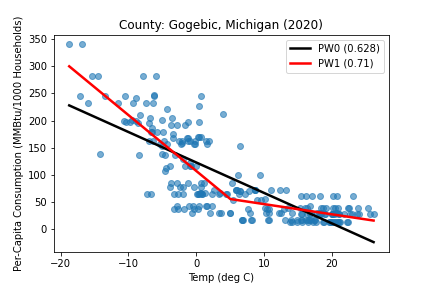 County: Gogebic, Michigan (2020)
Per-Capita Consumption (MMBtu/1000 Households)
350
300
250
200
150
100
50
0
PW0 (0.628)
PW1 (0.71)
−20
−10
0
10
20
Temp (deg C)